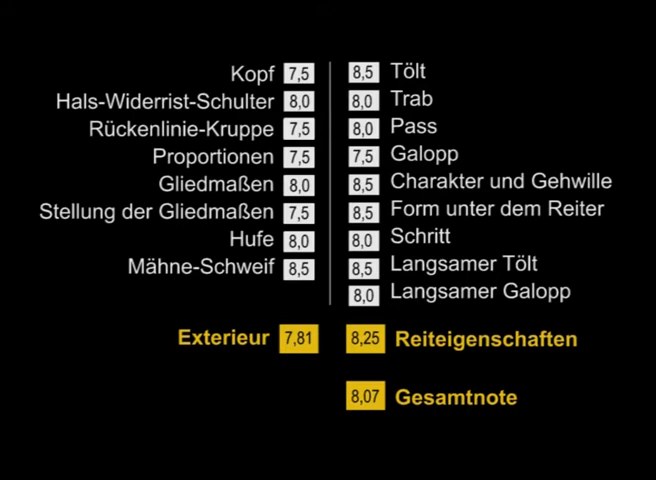 Kopf 7,5
Hals-Widerrist-Schulter 8,0
Rückenlinie-Kruppe 7,5
Proportionen 7,5
Gliedmaßen 8,0
Stellung der Gliedmaßen 7,5
Hufe 8,0
Mähne-Schweif 8,5
Exterieur 7,81
8,5 Tölt
8,0 Trab
8,0 Pass
7,5 Galopp
8,5 Charakter und Gehwille
8,5 Form unter dem Reiter
8,0 Schritt
8,5 Langsamer Tölt
8,0 Langsamer Galopp
8,25 Reiteigenschaften
8,07 Gesamtnote